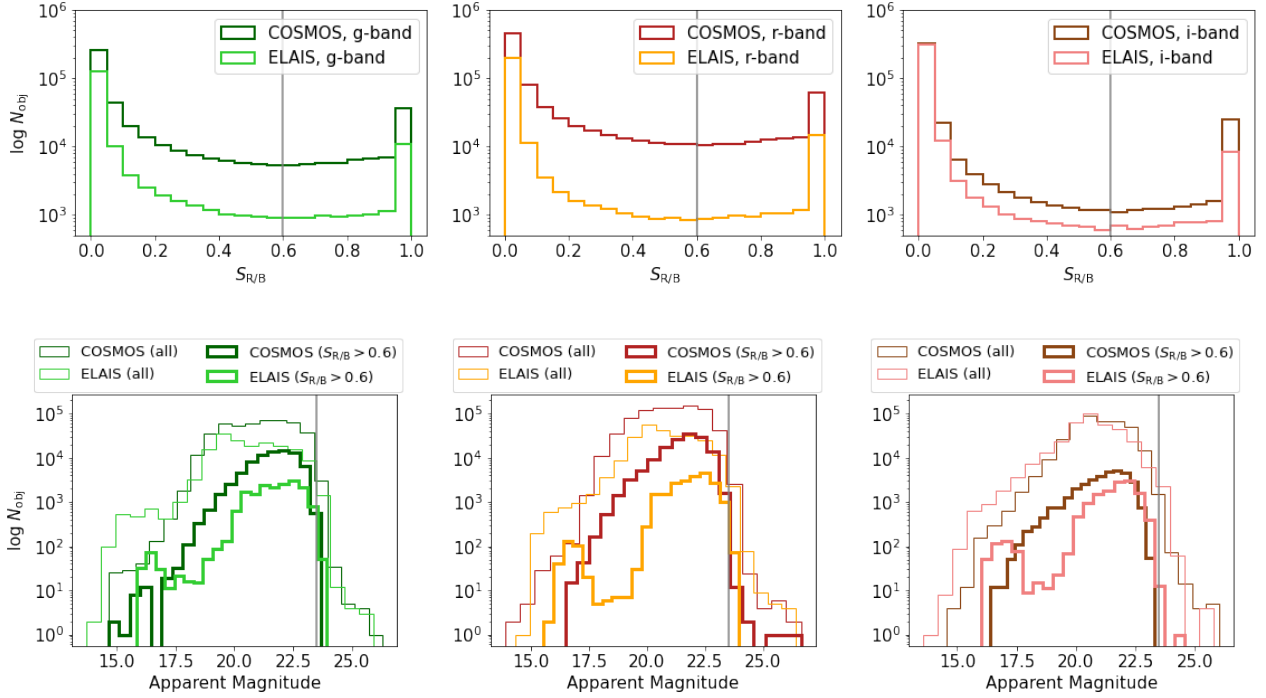 COSMOS, g-band
ELAIS, g-band
log N_obj
10^6
10^5
10^4
10^3
0.0 0.2 0.4 0.6 0.8 1.0
S_R/B
COSMOS, r-band
ELAIS, r-band
10^6
10^5
10^4
10^3
0.0 0.2 0.4 0.6 0.8 1.0
S_R/B
COSMOS, i-band
ELAIS, i-band
10^6
10^5
10^4
10^3
0.0 0.2 0.4 0.6 0.8 1.0
S_R/B
COSMOS (all) COSMOS (S_R/B > 0.6)
ELAIS (all) ELAIS (S_R/B > 0.6)
log N_obj
10^5
10^4
10^3
10^2
10^1
10^0
15.0 17.5 20.0 22.5 25.0
Apparent Magnitude
COSMOS (all) COSMOS (S_R/B > 0.6)
ELAIS (all) ELAIS (S_R/B > 0.6)
10^5
10^4
10^3
10^2
10^1
10^0
15.0 17.5 20.0 22.5 25.0
Apparent Magnitude
COSMOS (all) COSMOS (S_R/B > 0.6)
ELAIS (all) ELAIS (S_R/B > 0.6)
10^5
10^4
10^3
10^2
10^1
10^0
15.0 17.5 20.0 22.5 25.0
Apparent Magnitude